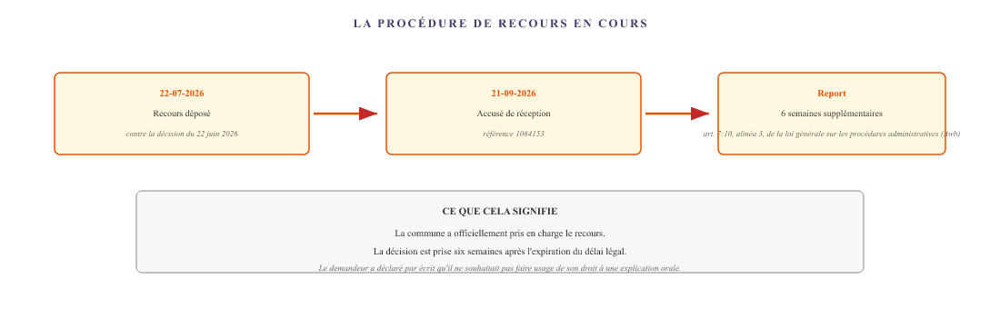 LA PROCÉDURE DE RECOURS EN COURS
22-07-2026
Recours déposé
contre la décision du 22 juin 2026
21-09-2026
Accusé de réception
référence 1064153
Report
6 semaines supplémentaires
art. 7:10, alinéa 3, de la loi générale sur les procédures administratives (Awb)
CE QUE CELA SIGNIFIE
La commune a officiellement pris en charge le recours.
La décision est prise six semaines après l'expiration du délai légal.
Le demandeur a déclaré par écrit qu'il ne souhaitait pas faire usage de son droit à une explication orale.